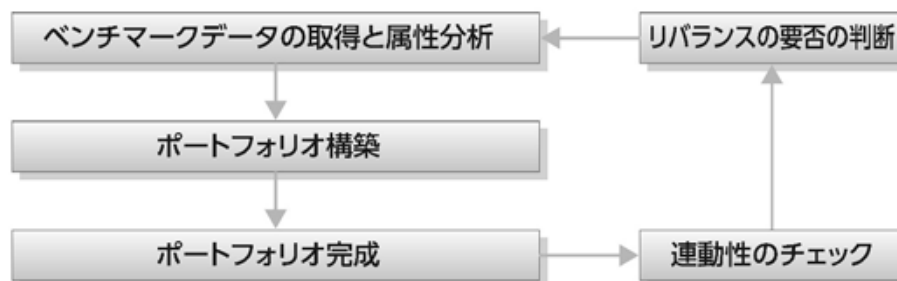 ベンチマークデータの取得と属性分析
リバランスの要否の判断
ポートフォリオ構築
ポートフォリオ完成
連動性のチェック